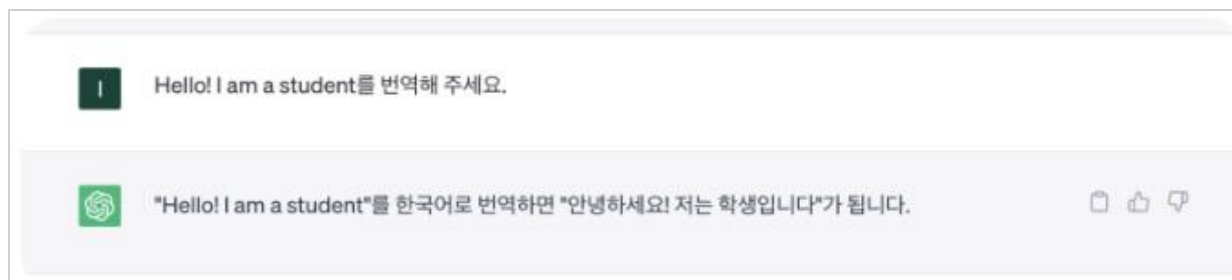 I
Hello! I am a student를 번역해 주세요.
"Hello! I am a student"를 한국어로 번역하면 "안녕하세요! 저는 학생입니다"가 됩니다.